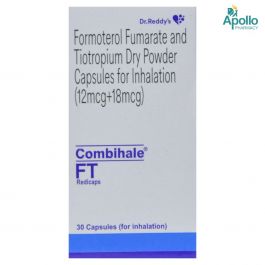 Apollo
PHARMACY
Dr.Reddy's
Formoterol Fumarate and
Tiotropium Dry Powder
Capsules for Inhalation
(12mcg+18mcg)
Combihale®
FT
Redicaps
30 Capsules (for inhalation)